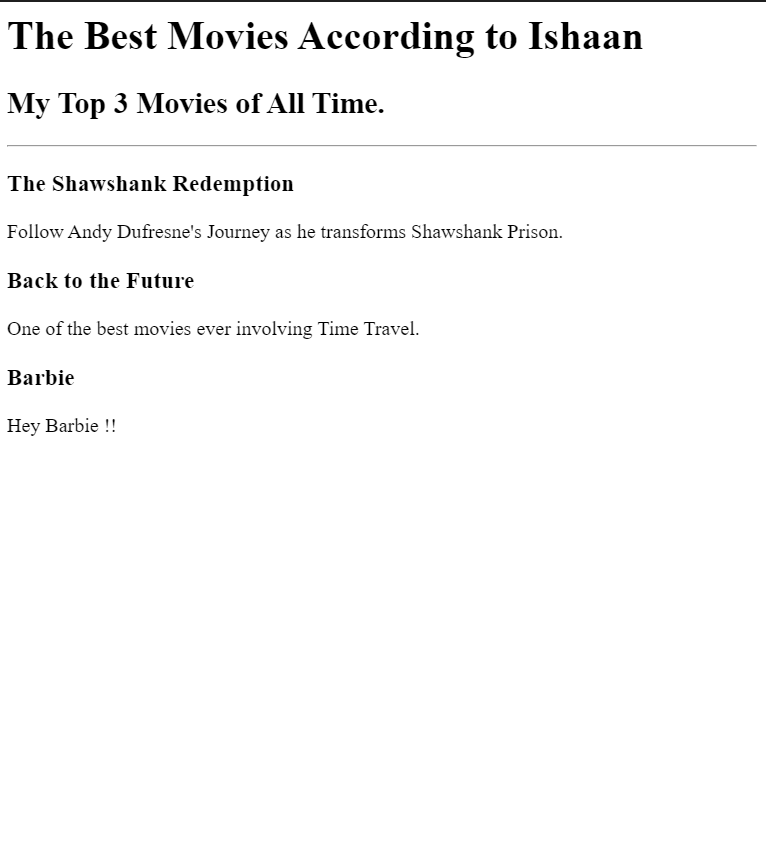 The Best Movies According to Ishaan
My Top 3 Movies of All Time.
The Shawshank Redemption
Follow Andy Dufresne's Journey as he transforms Shawshank Prison.
Back to the Future
One of the best movies ever involving Time Travel.
Barbie
Hey Barbie !!